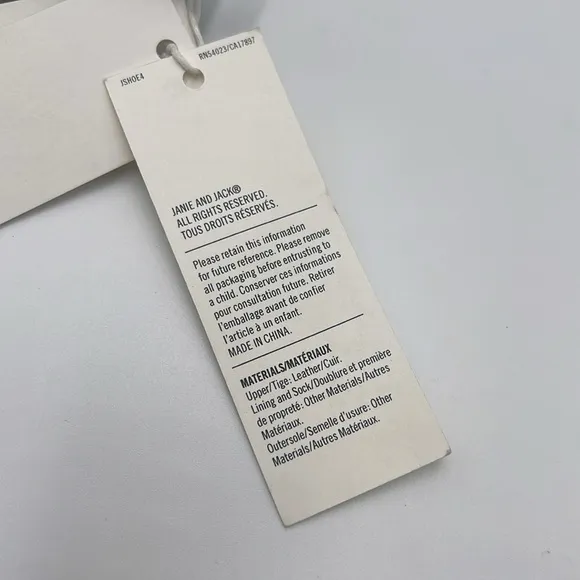 ISHOE4
RN54023/CA17897
JANIE AND JACK®
ALL RIGHTS RESERVED.
TOUS DROITS RÉSERVÉS.
Please retain this information
for future reference. Please remove
all packaging before entrusting to
a child. Conserver ces informations
pour consultation future. Retirer
l'emballage avant de confier
l'article à un enfant.
MADE IN CHINA.
MATERIALS/MATÉRIAUX
Upper/Tige: Leather/Cuir.
Lining and Sock/Doublure et première
de propreté: Other Materials/Autres
Matériaux.
Outersole/Semelle d'usure: Other
Materials/Autres Matériaux.